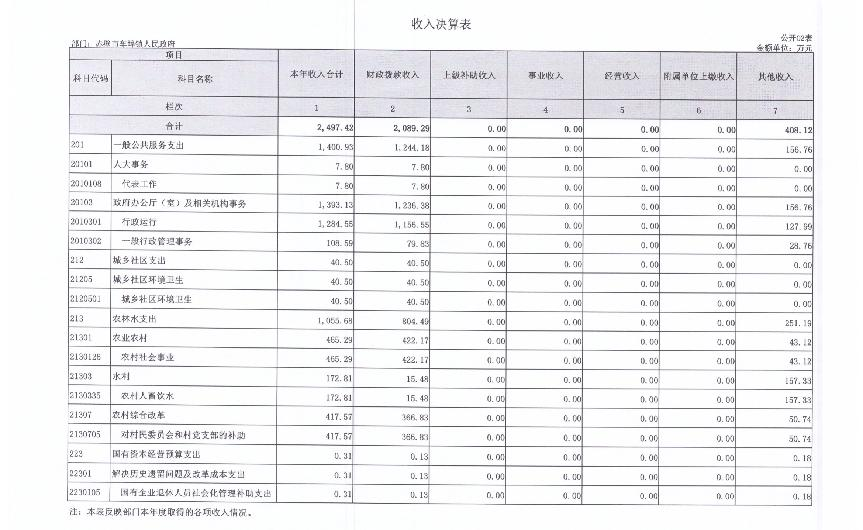 收入决算表
公开02表
部门：赤壁市车埠镇人民政府 金额单位：万元
项目 本年收入合计 财政拨款收入 上级补助收入 事业收入 经营收入 附属单位上缴收入 其他收入
科目代码 科目名称
栏次 1 2 3 4 5 6 7
合计 2,497.42 2,089.29 0.00 0.00 0.00 0.00 408.12
201 一般公共服务支出 1,400.93 1,244.18 0.00 0.00 0.00 0.00 156.76
20101 人大事务 7.80 7.80 0.00 0.00 0.00 0.00 0.00
2010108 代表工作 7.80 7.80 0.00 0.00 0.00 0.00 0.00
20103 政府办公厅（室）及相关机构事务 1,393.13 1,236.38 0.00 0.00 0.00 0.00 156.76
2010301 行政运行 1,284.55 1,156.55 0.00 0.00 0.00 0.00 127.99
2010302 一般行政管理事务 108.59 79.83 0.00 0.00 0.00 0.00 28.76
212 城乡社区支出 40.50 40.50 0.00 0.00 0.00 0.00 0.00
21205 城乡社区环境卫生 40.50 40.50 0.00 0.00 0.00 0.00 0.00
2120501 城乡社区环境卫生 40.50 40.50 0.00 0.00 0.00 0.00 0.00
213 农林水支出 1,055.68 804.49 0.00 0.00 0.00 0.00 251.19
21301 农业农村 465.29 422.17 0.00 0.00 0.00 0.00 43.12
2130126 农村社会事业 465.29 422.17 0.00 0.00 0.00 0.00 43.12
21303 水利 172.81 15.48 0.00 0.00 0.00 0.00 157.33
2130335 农村人畜饮水 172.81 15.48 0.00 0.00 0.00 0.00 157.33
21307 农村综合改革 417.57 366.83 0.00 0.00 0.00 0.00 50.74
2130705 对村民委员会和村党支部的补助 417.57 366.83 0.00 0.00 0.00 0.00 50.74
223 国有资本经营预算支出 0.31 0.13 0.00 0.00 0.00 0.00 0.18
22301 解决历史遗留问题及改革成本支出 0.31 0.13 0.00 0.00 0.00 0.00 0.18
2230105 国有企业退休人员社会化管理补助支出 0.31 0.13 0.00 0.00 0.00 0.00 0.18
注：本表反映部门本年度取得的各项收入情况。